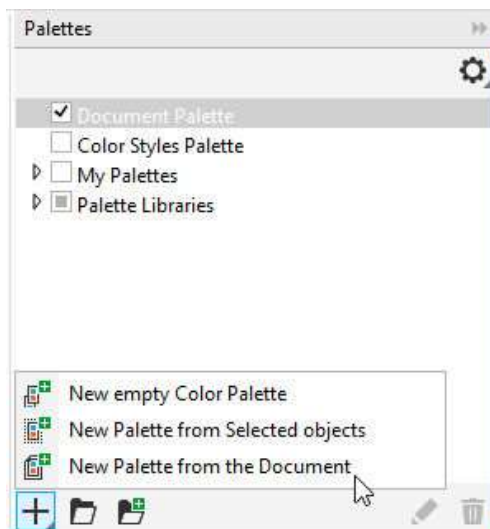 Palettes
Document Palette
Color Styles Palette
My Palettes
Palette Libraries
New empty Color Palette
New Palette from Selected objects
New Palette from the Document